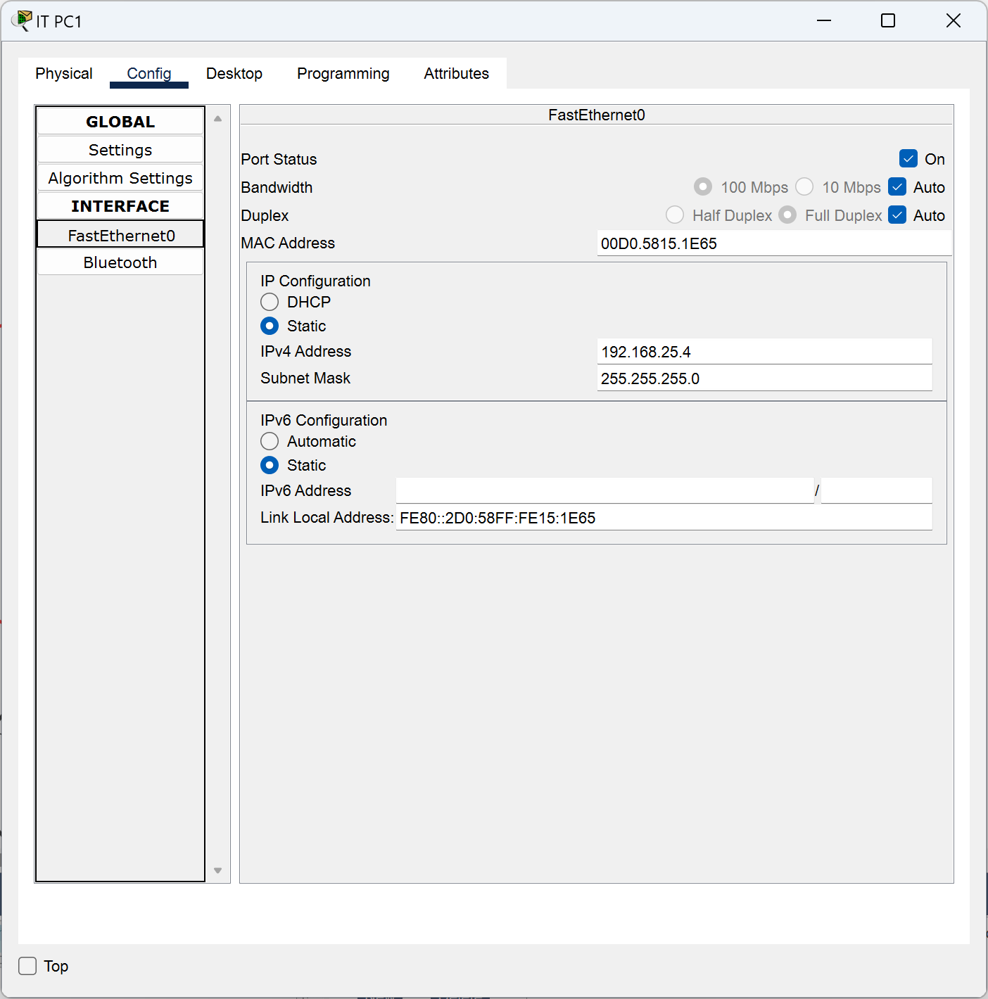 IT PC1
Physical Config Desktop Programming Attributes
GLOBAL
Settings
Algorithm Settings
INTERFACE
FastEthernet0
Bluetooth
FastEthernet0
Port Status On
Bandwidth 100 Mbps 10 Mbps Auto
Duplex Half Duplex Full Duplex Auto
MAC Address 00D0.5815.1E65
IP Configuration
DHCP
Static
IPv4 Address 192.168.25.4
Subnet Mask 255.255.255.0
IPv6 Configuration
Automatic
Static
IPv6 Address /
Link Local Address: FE80::2D0:58FF:FE15:1E65
Top